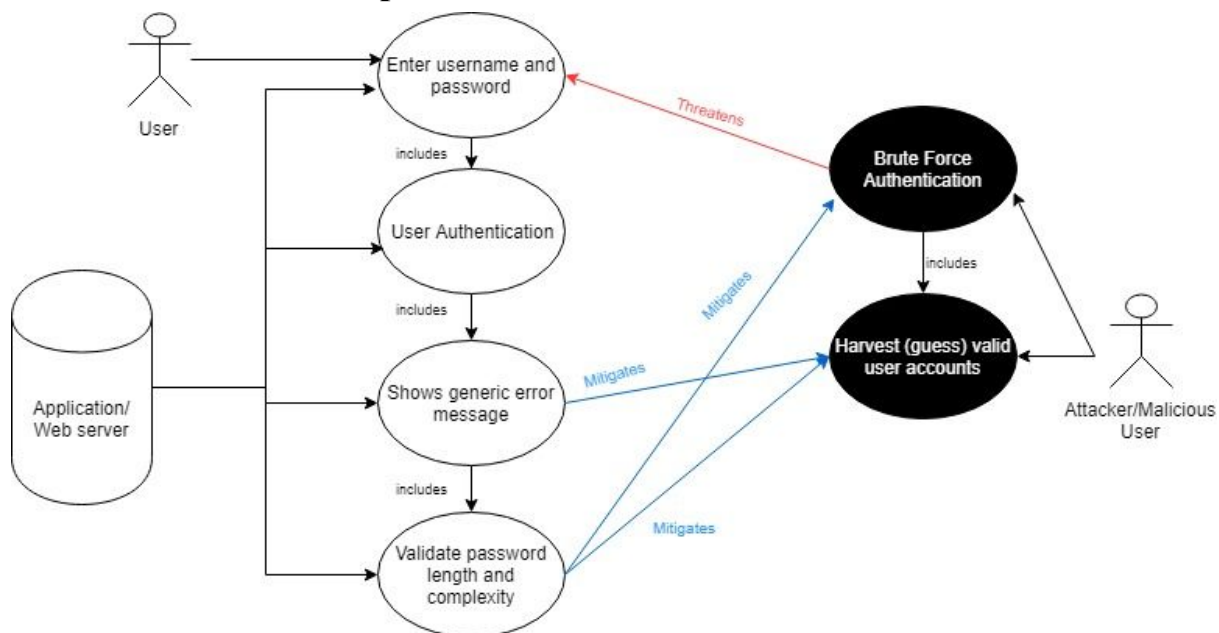 User
Enter username and
password
Threatens
includes
Brute Force
Authentication
User Authentication
includes
includes
Mitigates
Application/
Web server
Shows generic error
message
Mitigates
Harvest (guess) valid
user accounts
Attacker/Malicious
User
includes
Mitigates
Validate password
length and
complexity